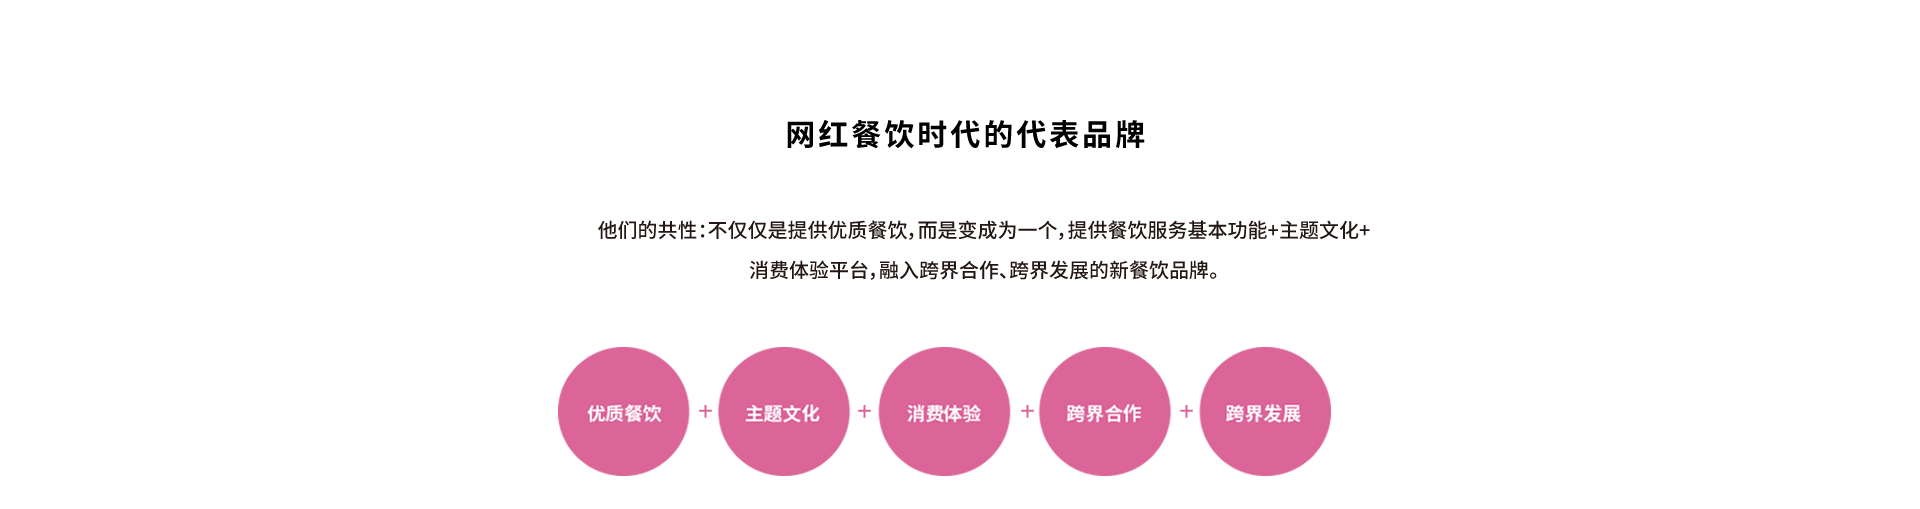 网红餐饮时代的代表品牌
他们的共性：不仅仅是提供优质餐饮，而是变成为一个，提供餐饮服务基本功能+主题文化+
消费体验平台，融入跨界合作、跨界发展的新餐饮品牌。
优质餐饮 + 主题文化 + 消费体验 + 跨界合作 + 跨界发展